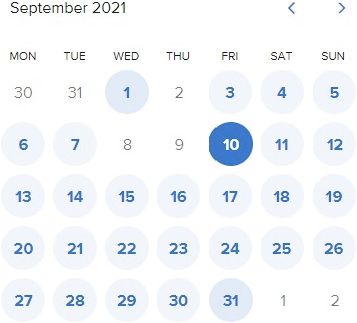 September 2021
MON TUE WED THU FRI SAT SUN
30 31 1 2 3 4 5
6 7 8 9 10 11 12
13 14 15 16 17 18 19
20 21 22 23 24 25 26
27 28 29 30 31 1 2